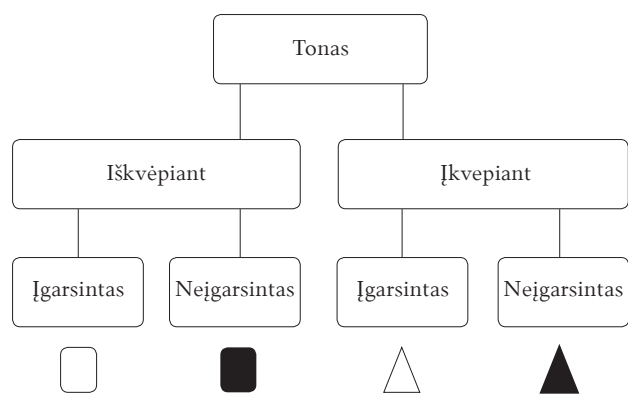 Tonas
Iškvėpiant
Įkvepiant
Įgarsintas
Neįgarsintas
Įgarsintas
Neįgarsintas